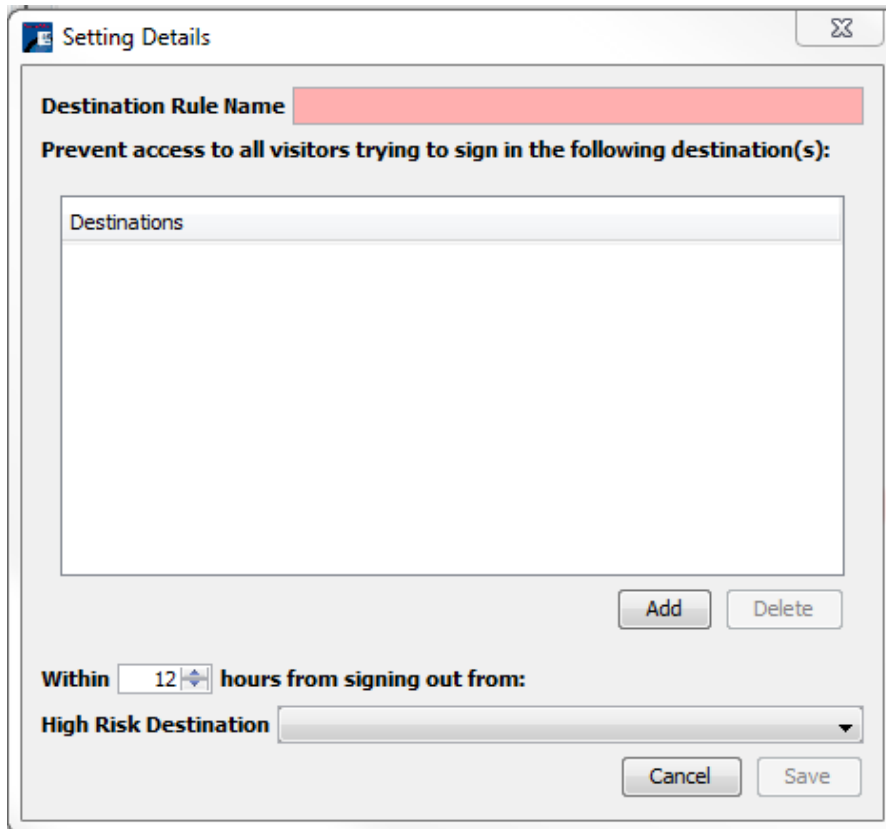 Setting Details
Destination Rule Name
Prevent access to all visitors trying to sign in the following destination(s):
Destinations
Add Delete
Within 12 hours from signing out from:
High Risk Destination
Cancel Save